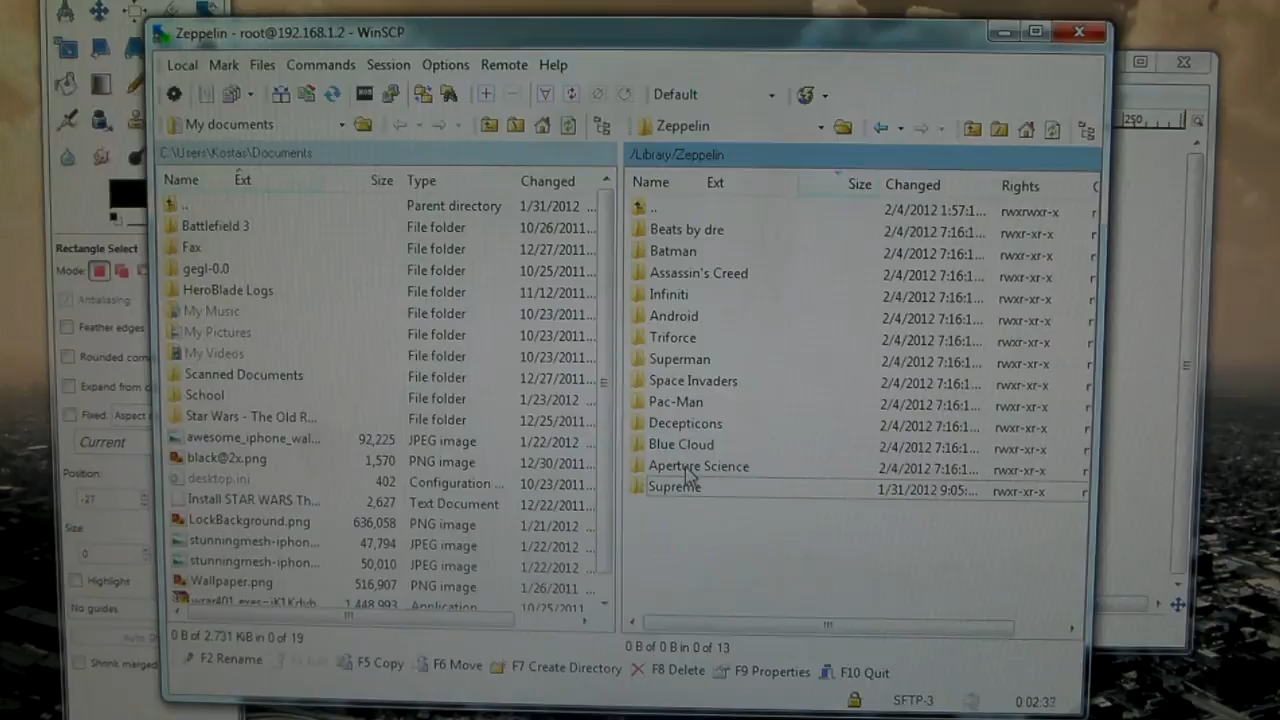 Zeppelin - root@192.168.1.2 - WinSCP
Local Mark Files Commands Session Options Remote Help
Default
My documents
Zeppelin
250
C:\Users\Kostas\Documents
/Library/Zeppelin
Name Ext Size Type Changed
Name Ext Size Changed Rights
.. Parent directory 1/31/2012 ...
Battlefield 3 File folder 10/26/2011...
Fax File folder 12/27/2011...
gegl-0.0 File folder 10/25/2011...
HeroBlade Logs File folder 11/12/2011...
My Music File folder 10/23/2011...
My Pictures File folder 10/23/2011...
My Videos File folder 10/23/2011...
Scanned Documents File folder 12/27/2011...
School File folder 1/23/2012 ...
Star Wars - The Old R... File folder 12/25/2011...
awesome_iphone_wal... 92,225 JPEG image 1/22/2012 ...
black@2x.png 1,570 PNG image 12/30/2011...
desktop.ini 402 Configuration ... 10/23/2011...
Install STAR WARS Th... 2,627 Text Document 12/22/2011...
LockBackground.png 636,058 PNG image 1/21/2012 ...
stunningmesh-iphon... 47,794 JPEG image 1/22/2012 ...
stunningmesh-iphon... 50,010 JPEG image 1/22/2012 ...
Wallpaper.png 516,907 PNG image 1/26/2011 ...
1,448,993 Application 10/25/2011
.. 2/4/2012 1:57:1... rwxrwxr-x r
Beats by dre 2/4/2012 7:16:1... rwxr-xr-x r
Batman 2/4/2012 7:16:1... rwxr-xr-x r
Assassin's Creed 2/4/2012 7:16:1... rwxr-xr-x r
Infiniti 2/4/2012 7:16:1... rwxr-xr-x r
Android 2/4/2012 7:16:1... rwxr-xr-x r
Triforce 2/4/2012 7:16:1... rwxr-xr-x r
Superman 2/4/2012 7:16:1... rwxr-xr-x r
Space Invaders 2/4/2012 7:16:1... rwxr-xr-x r
Pac-Man 2/4/2012 7:16:1... rwxr-xr-x r
Decepticons 2/4/2012 7:16:1... rwxr-xr-x r
Blue Cloud 2/4/2012 7:16:1... rwxr-xr-x r
Aperture Science 2/4/2012 7:16:1... rwxr-xr-x r
Supreme 1/31/2012 9:05:... rwxr-xr-x r
0 B of 2.731 KiB in 0 of 19
0 B of 0 B in 0 of 13
F2 Rename F5 Copy F6 Move F7 Create Directory F8 Delete F9 Properties F10 Quit
SFTP-3 0:02:32
Rectangle Select
Mode:
Antialiasing
Feather edges
Rounded corn
Expand from c
Fixed: Aspect
Current
Position:
-27
Size
0
Highlight
No guides
Shrink merged